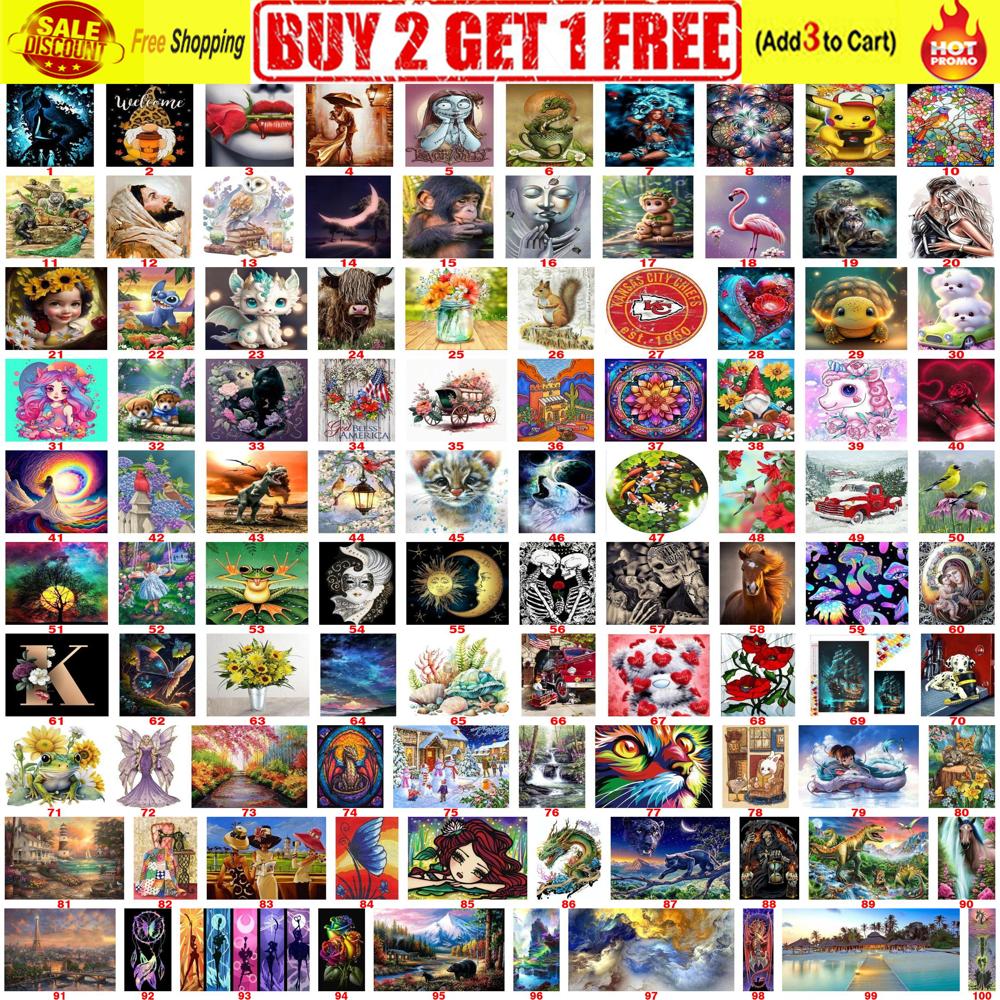 SALE
DISCOUNT
Free Shopping
BUY 2 GET 1 FREE
(Add 3 to Cart)
HOT
PROMO
Welcome
1 2 3 4 5 6 7 8 9 10
11 12 13 14 15 16 17 18 19 20
KANSAS CITY CHIEFS
KC
est. 1960
21 22 23 24 25 26 27 28 29 30
God BLESS
AMERICA
31 32 33 34 35 36 37 38 39 40
41 42 43 44 45 46 47 48 49 50
51 52 53 54 55 56 57 58 59 60
K
61 62 63 64 65 66 67 68 69 70
71 72 73 74 75 76 77 78 79 80
81 82 83 84 85 86 87 88 89 90
91 92 93 94 95 96 97 98 99 100